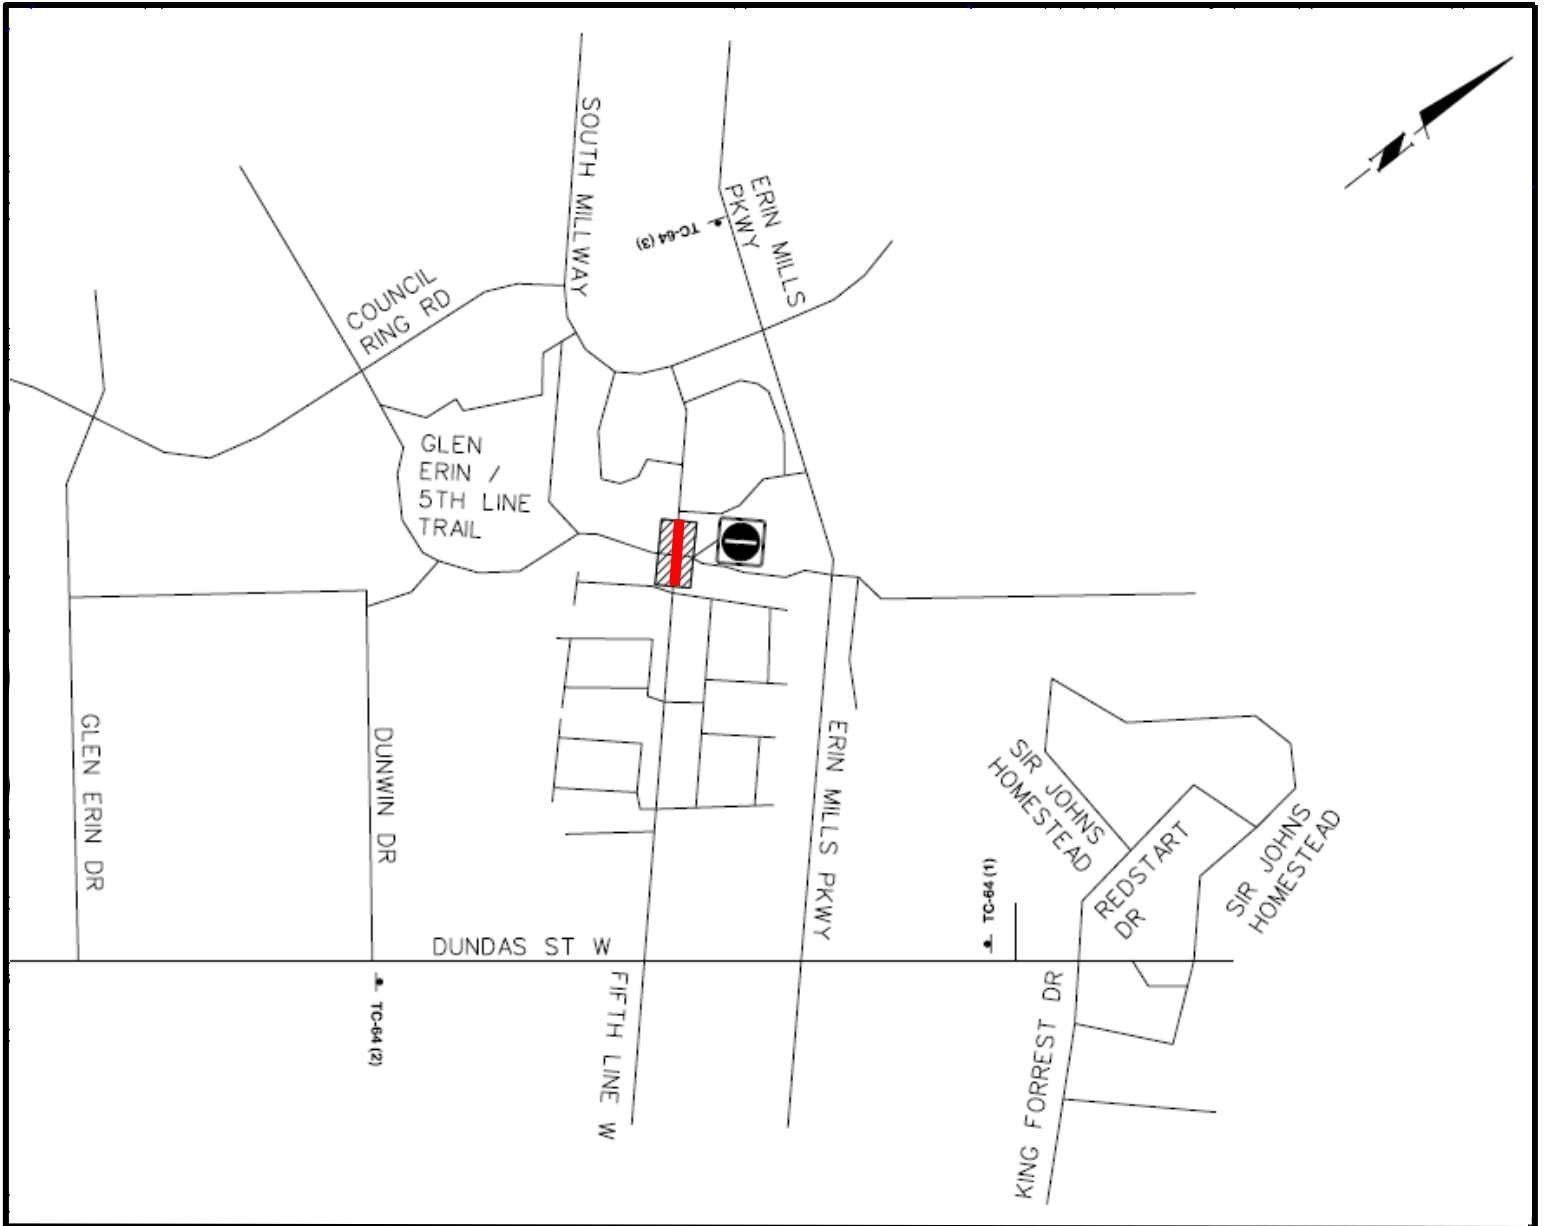 SOUTH MILLWAY
ERIN MILLS
PKWY
TC-64 (3)
COUNCIL
RING RD
GLEN
ERIN /
5TH LINE
TRAIL
GLEN ERIN DR
DUNWIN DR
ERIN MILLS PKWY
SIR JOHNS
HOMESTEAD
REDSTART
DR
SIR JOHNS
HOMESTEAD
TC-64 (1)
DUNDAS ST W
TC-64 (2)
FIFTH LINE W
KING FORREST DR
N